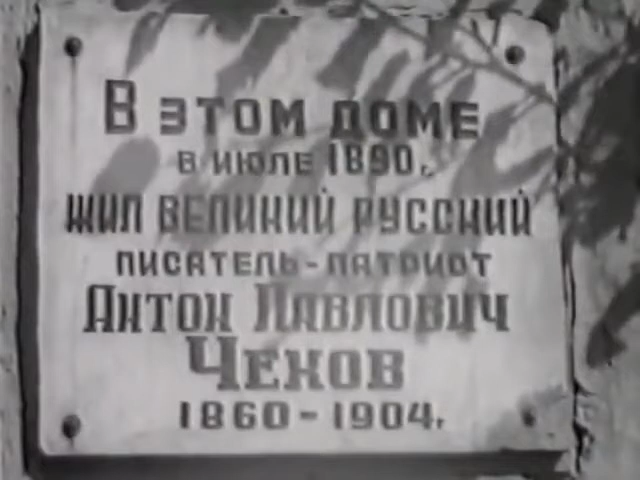 В ЭТОМ ДОМЕ
В ИЮЛЕ 1890г.
ЖИЛ ВЕЛИКИЙ РУССКИЙ
ПИСАТЕЛЬ-ПАТРИОТ
АНТОН ПАВЛОВИЧ
ЧЕХОВ
1860-1904г